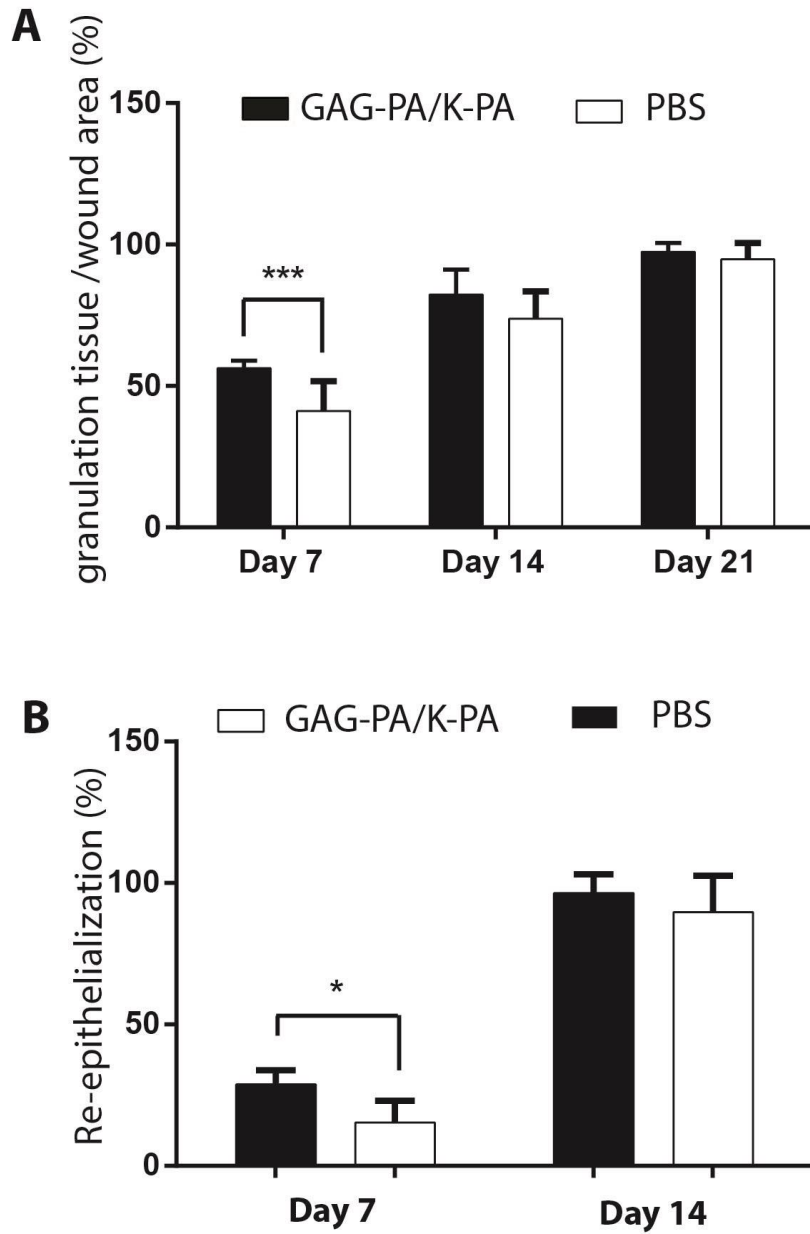 A
granulation tissue /wound area (%)
GAG-PA/K-PA PBS
150
100
50
0
***
Day 7 Day 14 Day 21
B
Re-epithelialization (%)
GAG-PA/K-PA PBS
150
100
50
0
*
Day 7 Day 14